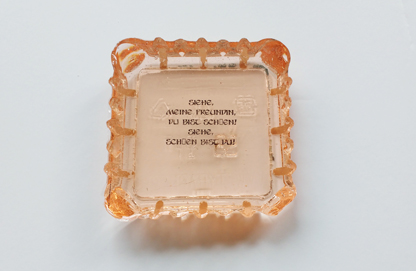 SIEHE,
MEINE FREUNDIN,
DU BIST SCHÖN!
SIEHE,
SCHÖN BIST DU!